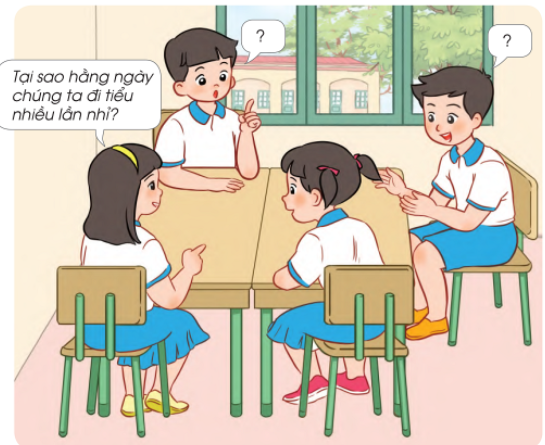 ?
?
Tại sao hằng ngày
chúng ta đi tiểu
nhiều lần nhỉ?